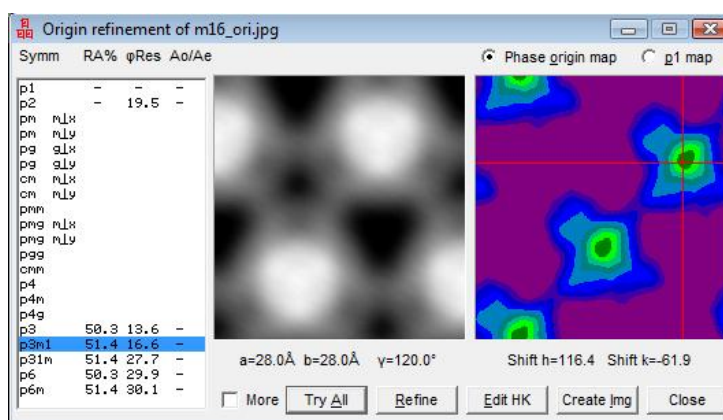 Origin refinement of m16_ori.jpg
Symm RA% φRes Ao/Ae
Phase origin map p1 map
p1 - - -
p2 - 19.5 -
pm m⊥x
pm m⊥y
pg g⊥x
pg g⊥y
cm m⊥x
cm m⊥y
pmm
pmg m⊥x
pmg m⊥y
pgg
cmm
p4
p4m
p4g
p3 50.3 13.6 -
p3m1 51.4 16.6 -
p31m 51.4 27.7 -
p6 50.3 29.9 -
p6m 51.4 30.1 -
a=28.0Å b=28.0Å γ=120.0°
Shift h=116.4 Shift k=-61.9
More Try All Refine Edit HK Create Img Close